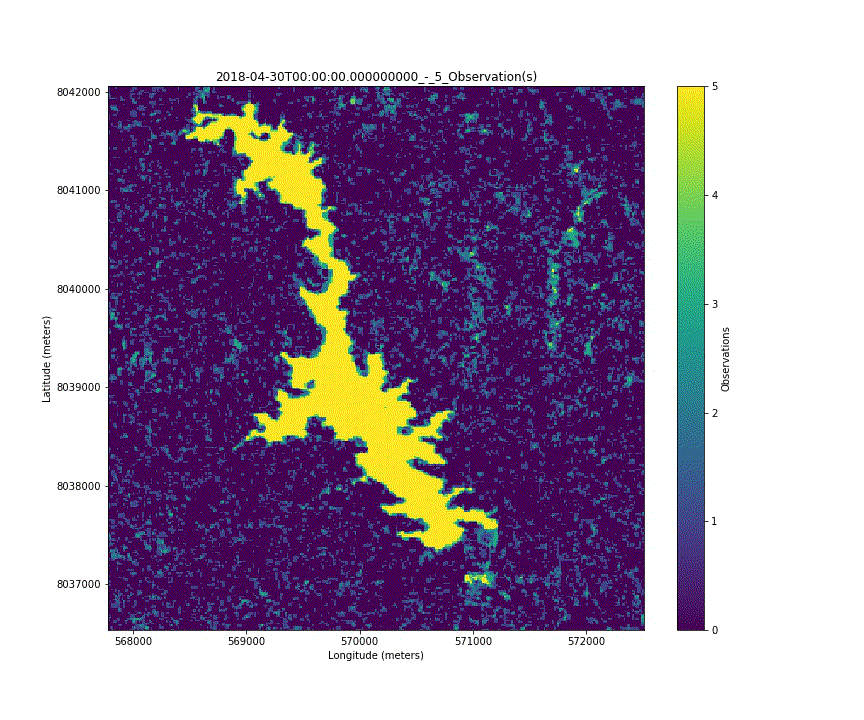 2018-04-30T00:00:00.000000000_-_5_Observation(s)
8042000
8041000
8040000
8039000
8038000
8037000
Latitude (meters)
568000 569000 570000 571000 572000
Longitude (meters)
5
4
3
2
1
0
Observations